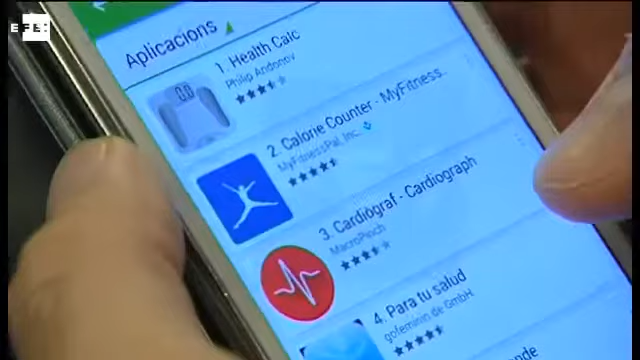 EFE:
Aplicacions
1. Health Calc
Philip Andonov
2. Calorie Counter - MyFitness..
MyFitnessPal, Inc.
3. Cardiògraf - Cardiograph
MacroPinch
4. Para tu salud
gofeminin.de GmbH